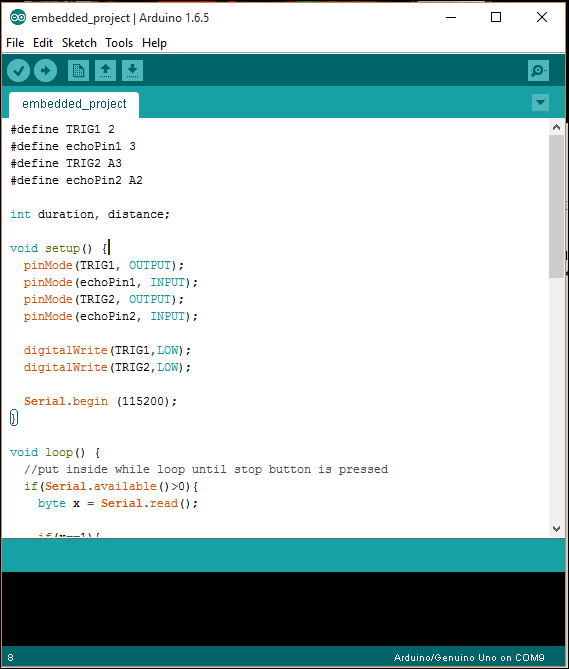 embedded_project | Arduino 1.6.5
File Edit Sketch Tools Help
embedded_project
#define TRIG1 2
#define echoPin1 3
#define TRIG2 A3
#define echoPin2 A2
int duration, distance;
void setup() {
pinMode(TRIG1, OUTPUT);
pinMode(echoPin1, INPUT);
pinMode(TRIG2, OUTPUT);
pinMode(echoPin2, INPUT);
digitalWrite(TRIG1,LOW);
digitalWrite(TRIG2,LOW);
Serial.begin (115200);
}
void loop() {
//put inside while loop until stop button is pressed
if(Serial.available()>0){
byte x = Serial.read();
if(x==1){
8 Arduino/Genuino Uno on COM9